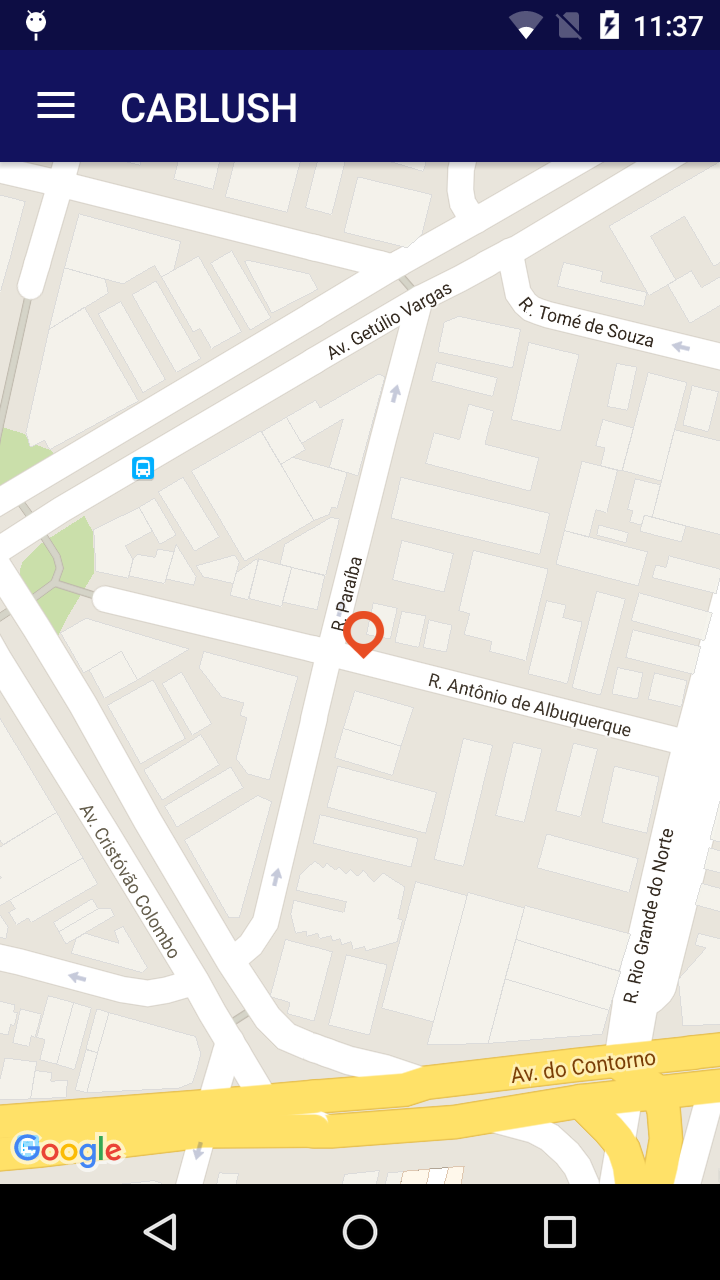 11:37
CABLUSH
Av. Getúlio Vargas
R. Tomé de Souza
R. Paraíba
R. Antônio de Albuquerque
Av. Cristóvão Colombo
R. Rio Grande do Norte
Av. do Contorno
Google